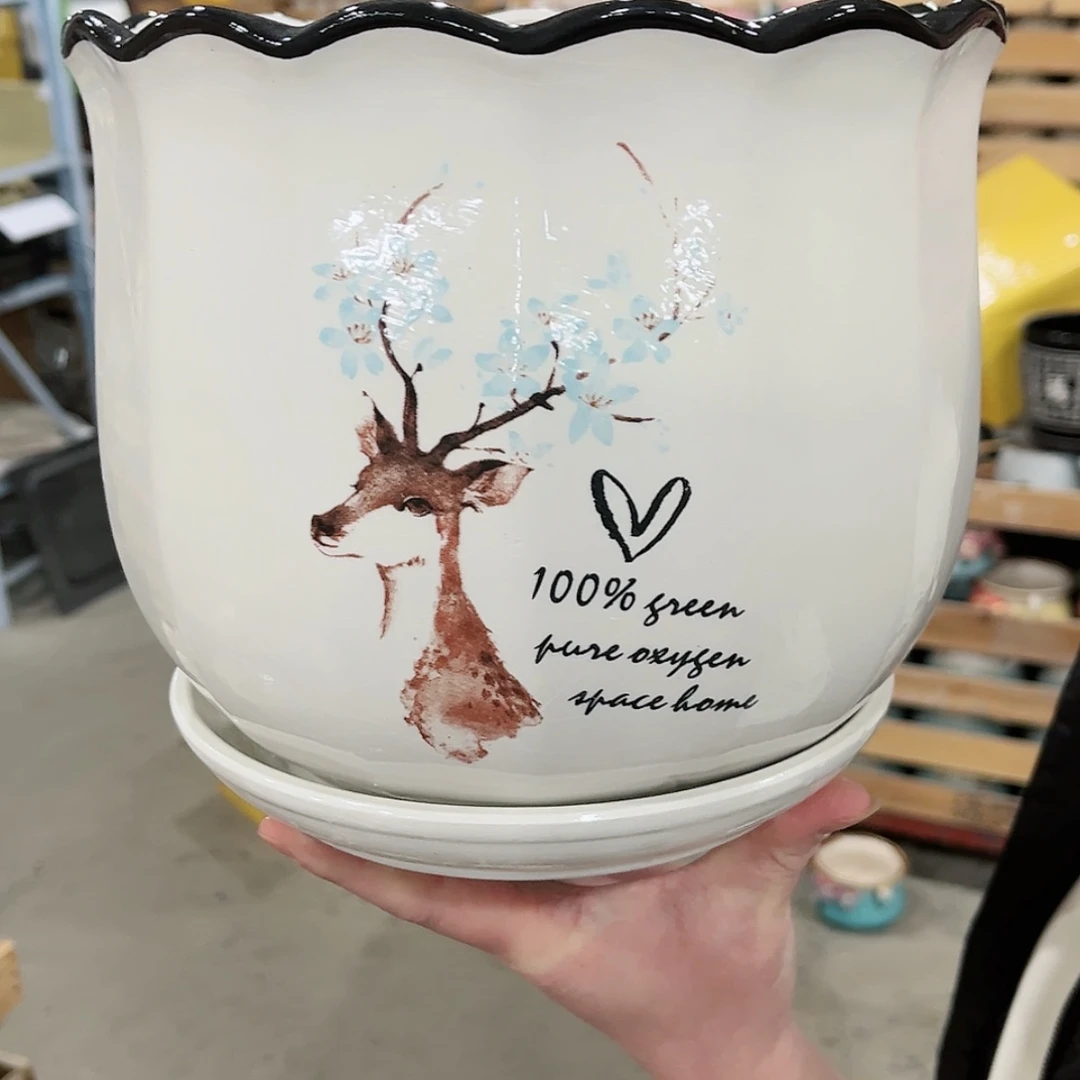 100% green
pure oxygen
space home